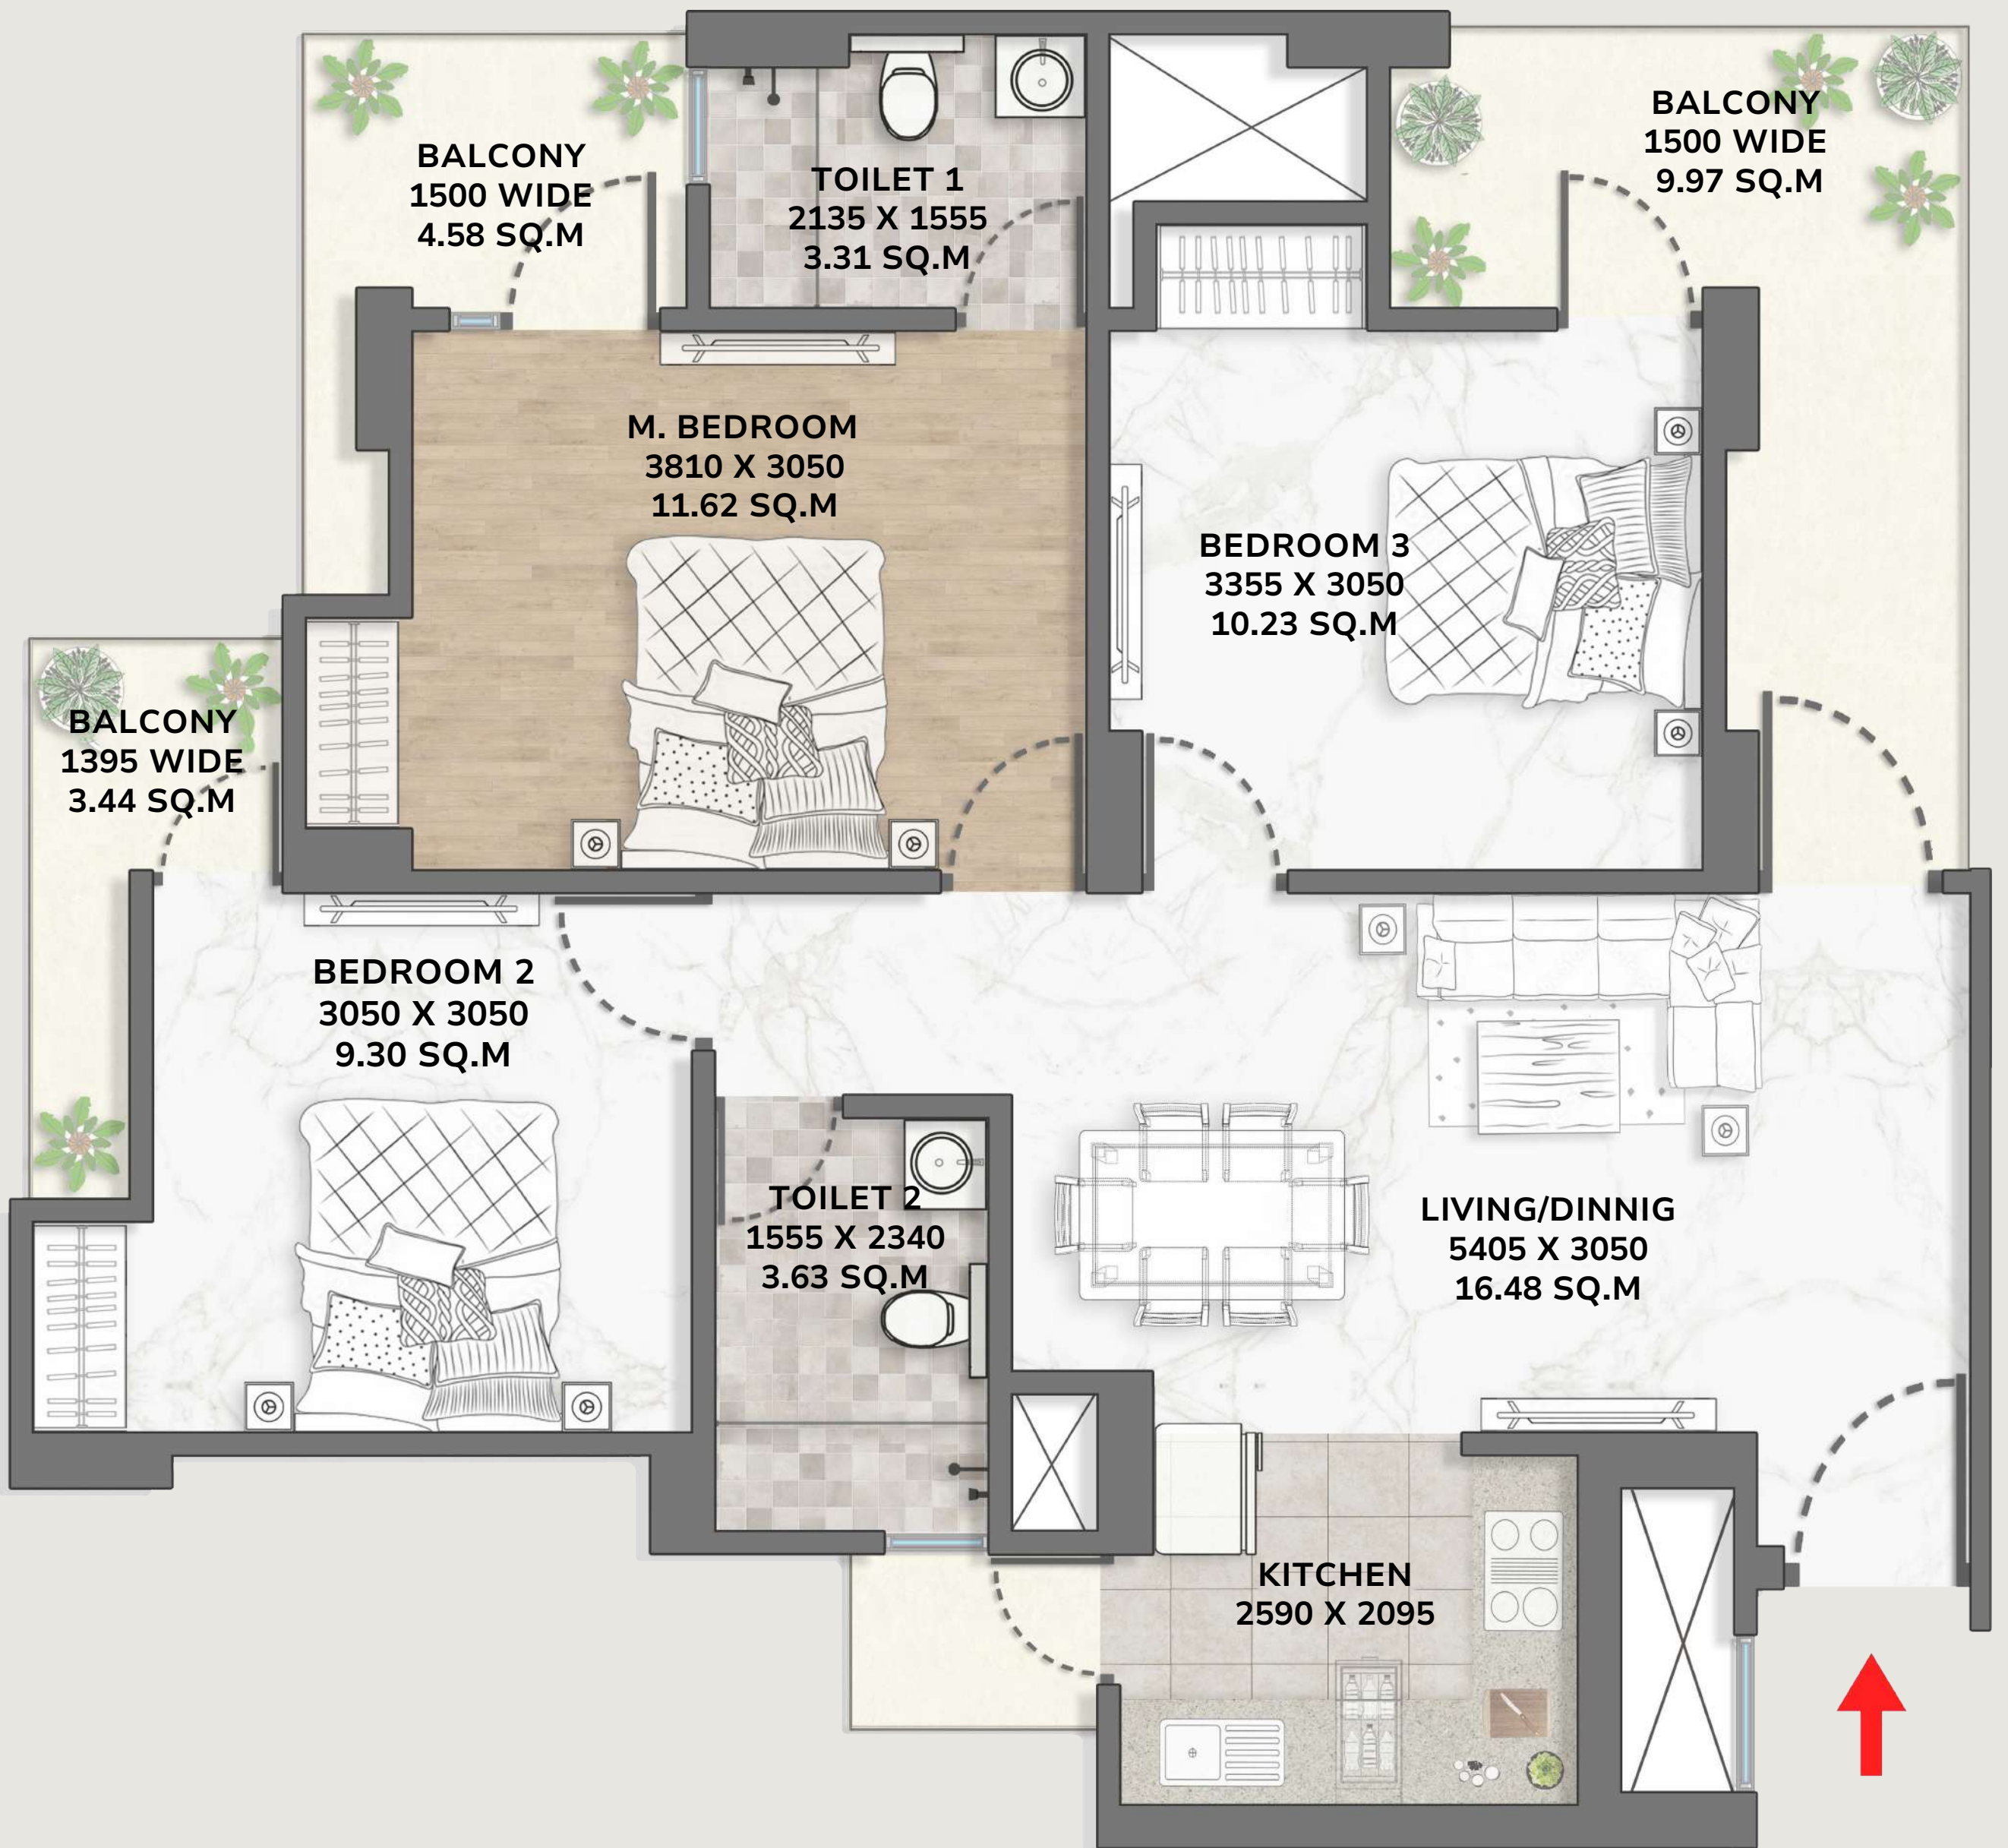 BALCONY
1500 WIDE
4.58 SQ.M
TOILET 1
2135 X 1555
3.31 SQ.M
BALCONY
1500 WIDE
9.97 SQ.M
M. BEDROOM
3810 X 3050
11.62 SQ.M
BEDROOM 3
3355 X 3050
10.23 SQ.M
BALCONY
1395 WIDE
3.44 SQ.M
BEDROOM 2
3050 X 3050
9.30 SQ.M
TOILET 2
1555 X 2340
3.63 SQ.M
LIVING/DINNIG
5405 X 3050
16.48 SQ.M
KITCHEN
2590 X 2095